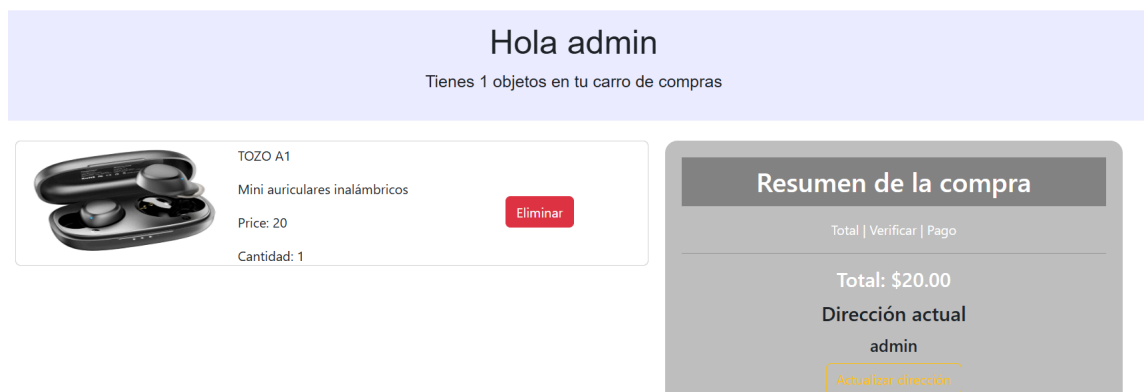 Hola admin
Tienes 1 objetos en tu carro de compras
TOZO A1
Mini auriculares inalámbricos
Price: 20
Cantidad: 1
Eliminar
Resumen de la compra
Total | Verificar | Pago
Total: $20.00
Dirección actual
admin
Actualizar dirección